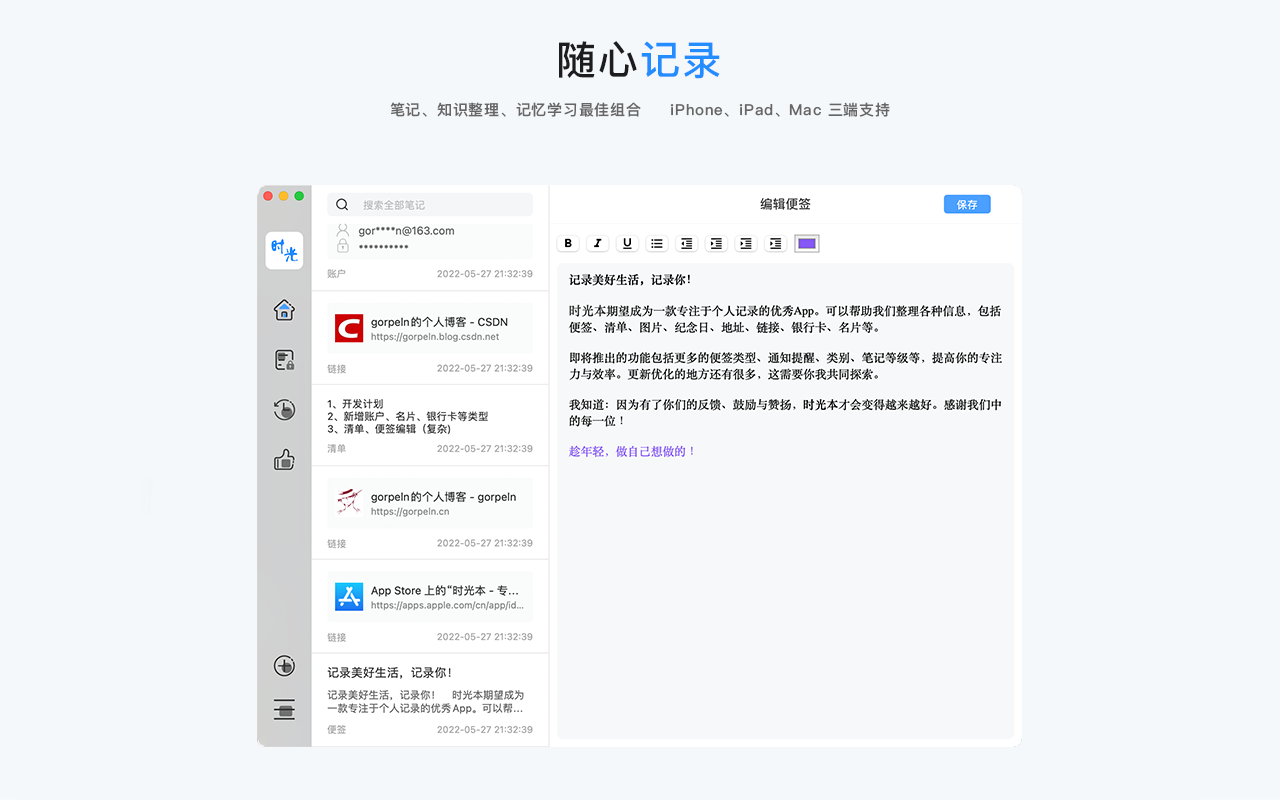 随心记录
笔记、知识整理、记忆学习最佳组合 iPhone、iPad、Mac 三端支持
时光
搜索全部笔记
gor****n@163.com
**********
账户 2022-05-27 21:32:39
gorpeln的个人博客 - CSDN
https://gorpeln.blog.csdn.net
链接 2022-05-27 21:32:39
1、开发计划
2、新增账户、名片、银行卡等类型
3、清单、便签编辑（复杂)
清单 2022-05-27 21:32:39
gorpeln的个人博客 - gorpeln
https://gorpeln.cn
链接 2022-05-27 21:32:39
App Store 上的“时光本 - 专...
https://apps.apple.com/cn/app/id...
链接 2022-05-27 21:32:39
记录美好生活，记录你！
记录美好生活，记录你！ 时光本期望成为
一款专注于个人记录的优秀App。可以帮...
便签 2022-05-27 21:32:39
编辑便签 保存
B I U
记录美好生活，记录你！
时光本期望成为一款专注于个人记录的优秀App。可以帮助我们整理各种信息，包括
便签、清单、图片、纪念日、地址、链接、银行卡、名片等。
即将推出的功能包括更多的便签类型、通知提醒、类别、笔记等级等，提高你的专注
力与效率。更新优化的地方还有很多，这需要你我共同探索。
我知道：因为有了你们的反馈、鼓励与赞扬，时光本才会变得越来越好。感谢我们中
的每一位！
趁年轻，做自己想做的！